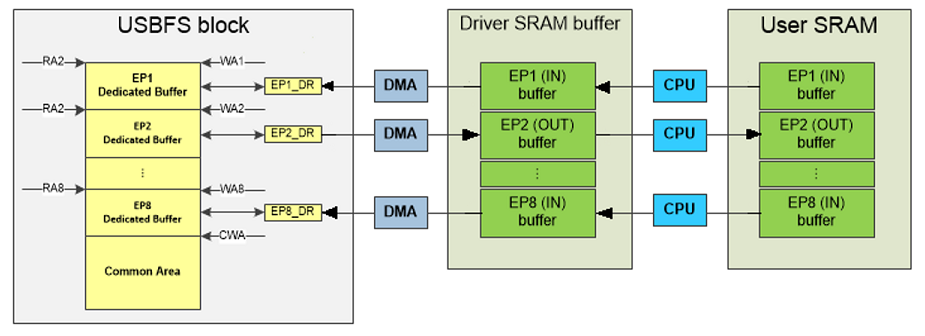 USBFS block
Driver SRAM buffer
User SRAM
RA2
WA1
EP1
Dedicated Buffer
EP1_DR
DMA
EP1 (IN)
buffer
CPU
EP1 (IN)
buffer
RA2
WA2
EP2
Dedicated Buffer
EP2_DR
DMA
EP2 (OUT)
buffer
CPU
EP2 (OUT)
buffer
⋮
⋮
⋮
RA8
WA8
EP8
Dedicated Buffer
EP8_DR
DMA
EP8 (IN)
buffer
CPU
EP8 (IN)
buffer
CWA
Common Area